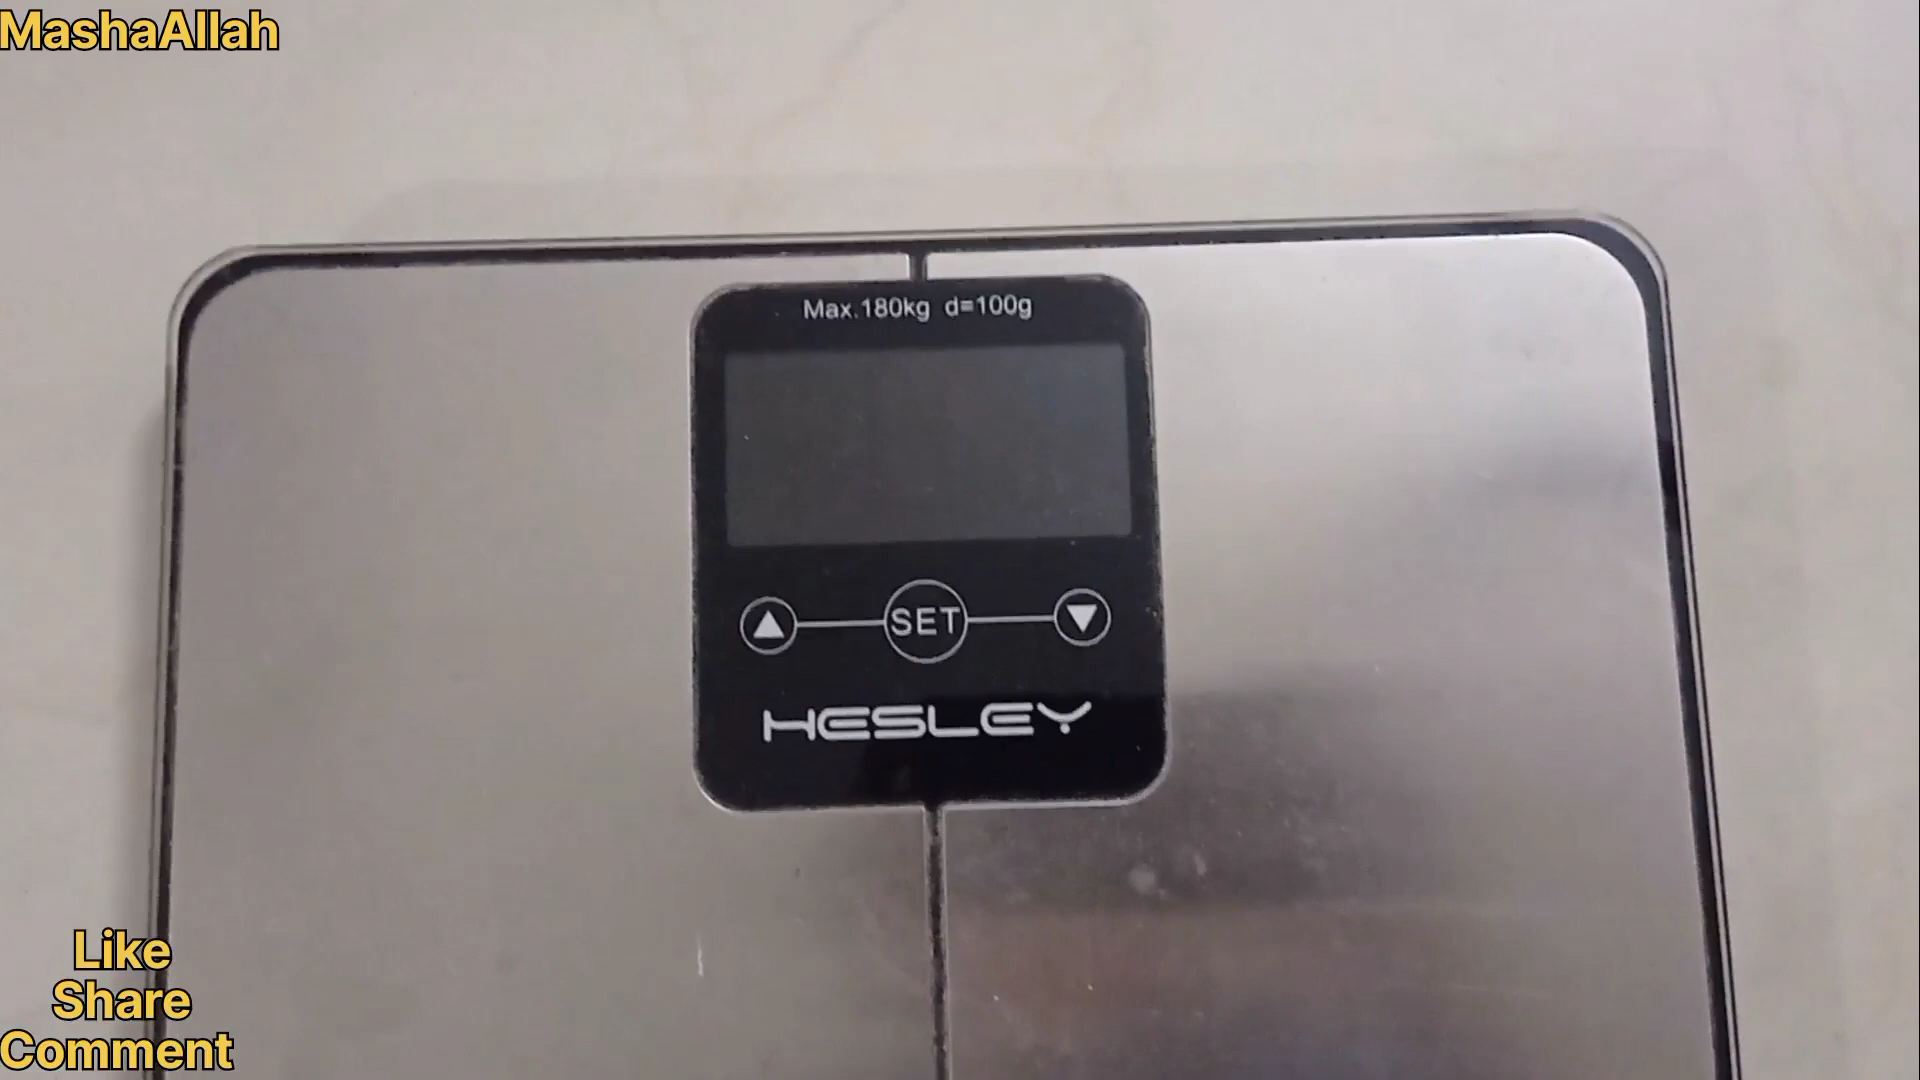 MashaAllah
Max.180kg d=100g
SET
HESLEY
Like
Share
Comment